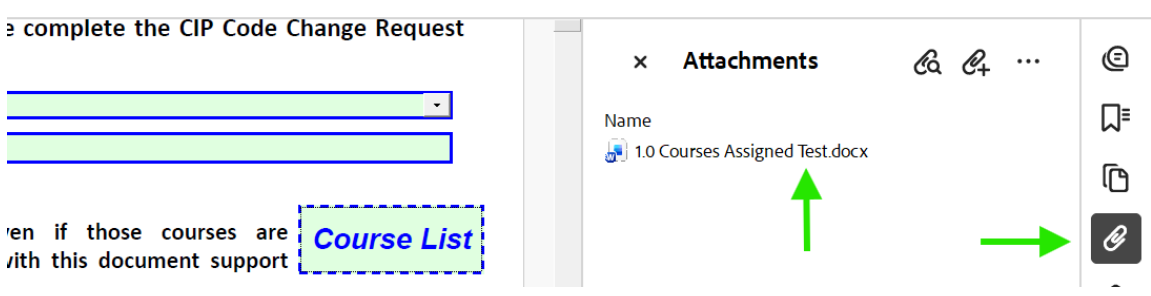 e complete the CIP Code Change Request
ven if those courses are
with this document support
Course List
Attachments
Name
1.0 Courses Assigned Test.docx